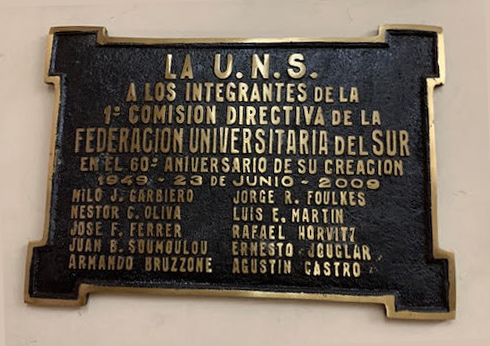 LA U.N.S.
A LOS INTEGRANTES DE LA
1º COMISION DIRECTIVA DE LA
FEDERACION UNIVERSITARIA DEL SUR
EN EL 60º ANIVERSARIO DE SU CREACION
1949 - 23 DE JUNIO - 2009
MILO J. GARBIERO JORGE R. FOULKES
NESTOR C. OLIVA LUIS E. MARTIN
JOSE F. FERRER RAFAEL HORVITZ
JUAN B. SOUMOULOU ERNESTO JOUGLAR
ARMANDO BRUZZONE AGUSTIN CASTRO